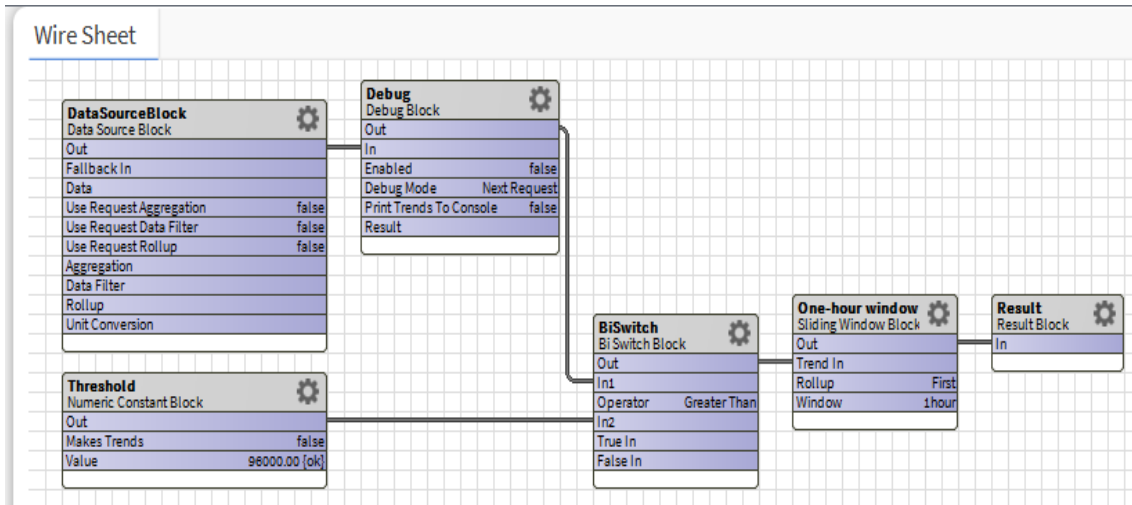 Wire Sheet
DataSourceBlock
Data Source Block
Out
Fallback In
Data
Use Request Aggregation false
Use Request Data Filter false
Use Request Rollup false
Aggregation
Data Filter
Rollup
Unit Conversion
Debug
Debug Block
Out
In
Enabled false
Debug Mode Next Request
Print Trends To Console false
Result
Threshold
Numeric Constant Block
Out
Makes Trends false
Value 96000.00 {ok}
BiSwitch
Bi Switch Block
Out
In1
Operator Greater Than
In2
True In
False In
One-hour window
Sliding Window Block
Out
Trend In
Rollup First
Window 1hour
Result
Result Block
In